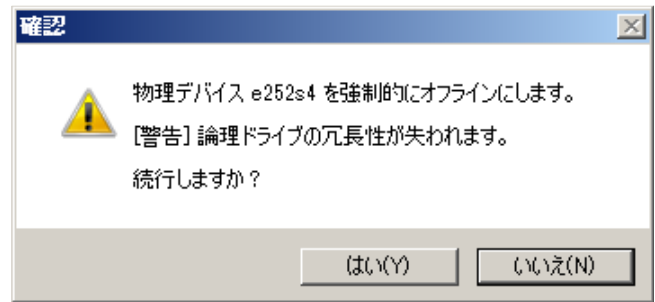 確認
物理デバイス e252s4 を強制的にオフラインにします。
[警告] 論理ドライブの冗長性が失われます。
続行しますか？
はい(Y)
いいえ(N)